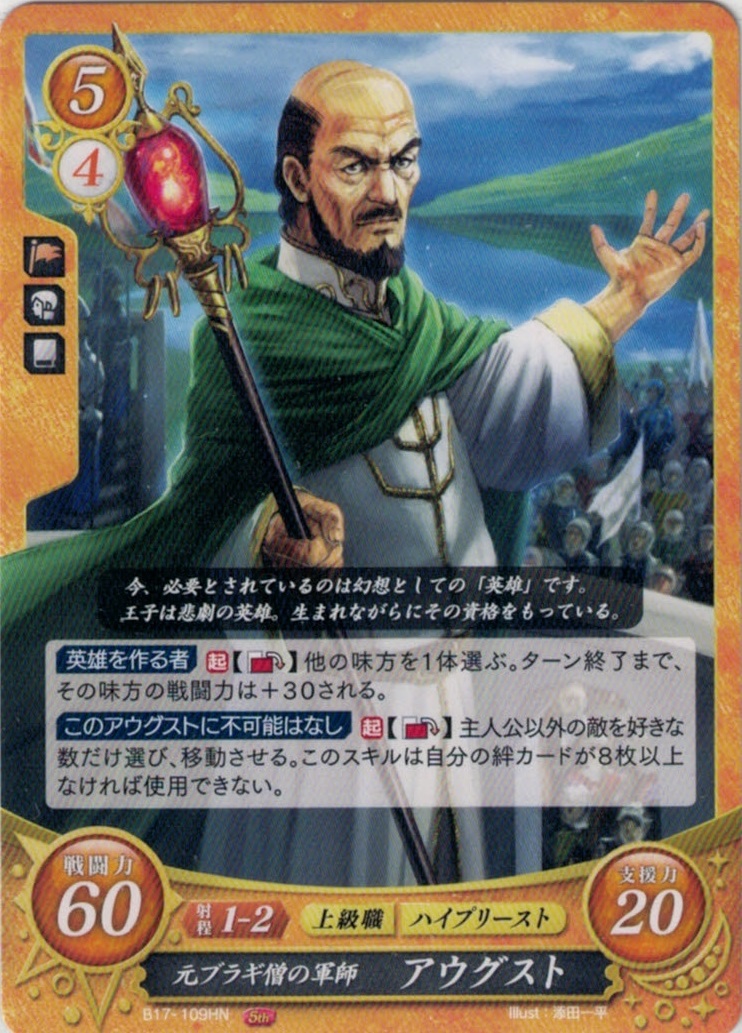 5
4
今、必要とされているのは幻想としての「英雄」です。
王子は悲劇の英雄。生まれながらにその資格をもっている。
英雄を作る者 起【 】他の味方を1体選ぶ。ターン終了まで、
その味方の戦闘力は+30される。
このアウグストに不可能はなし 起【 】主人公以外の敵を好きな
数だけ選び、移動させる。このスキルは自分の絆カードが8枚以上
なければ使用できない。
戦闘力
60
射程 1-2 上級職 ハイプリースト
支援力
20
元ブラギ僧の軍師 アウグスト
B17-109HN 5th Illust:添田一平